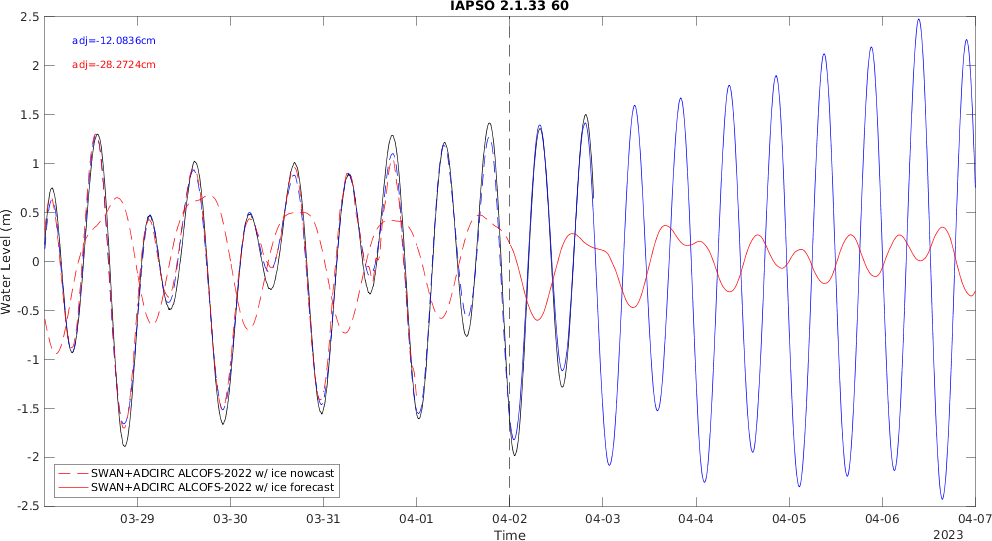 IAPSO 2.1.33 60
2.5
adj=-12.0836cm
adj=-28.2724cm
2
1.5
1
0.5
0
-0.5
-1
-1.5
-2
-2.5
Water Level (m)
SWAN+ADCIRC ALCOFS-2022 w/ ice nowcast
SWAN+ADCIRC ALCOFS-2022 w/ ice forecast
03-29 03-30 03-31 04-01 04-02 04-03 04-04 04-05 04-06 04-07
Time
2023